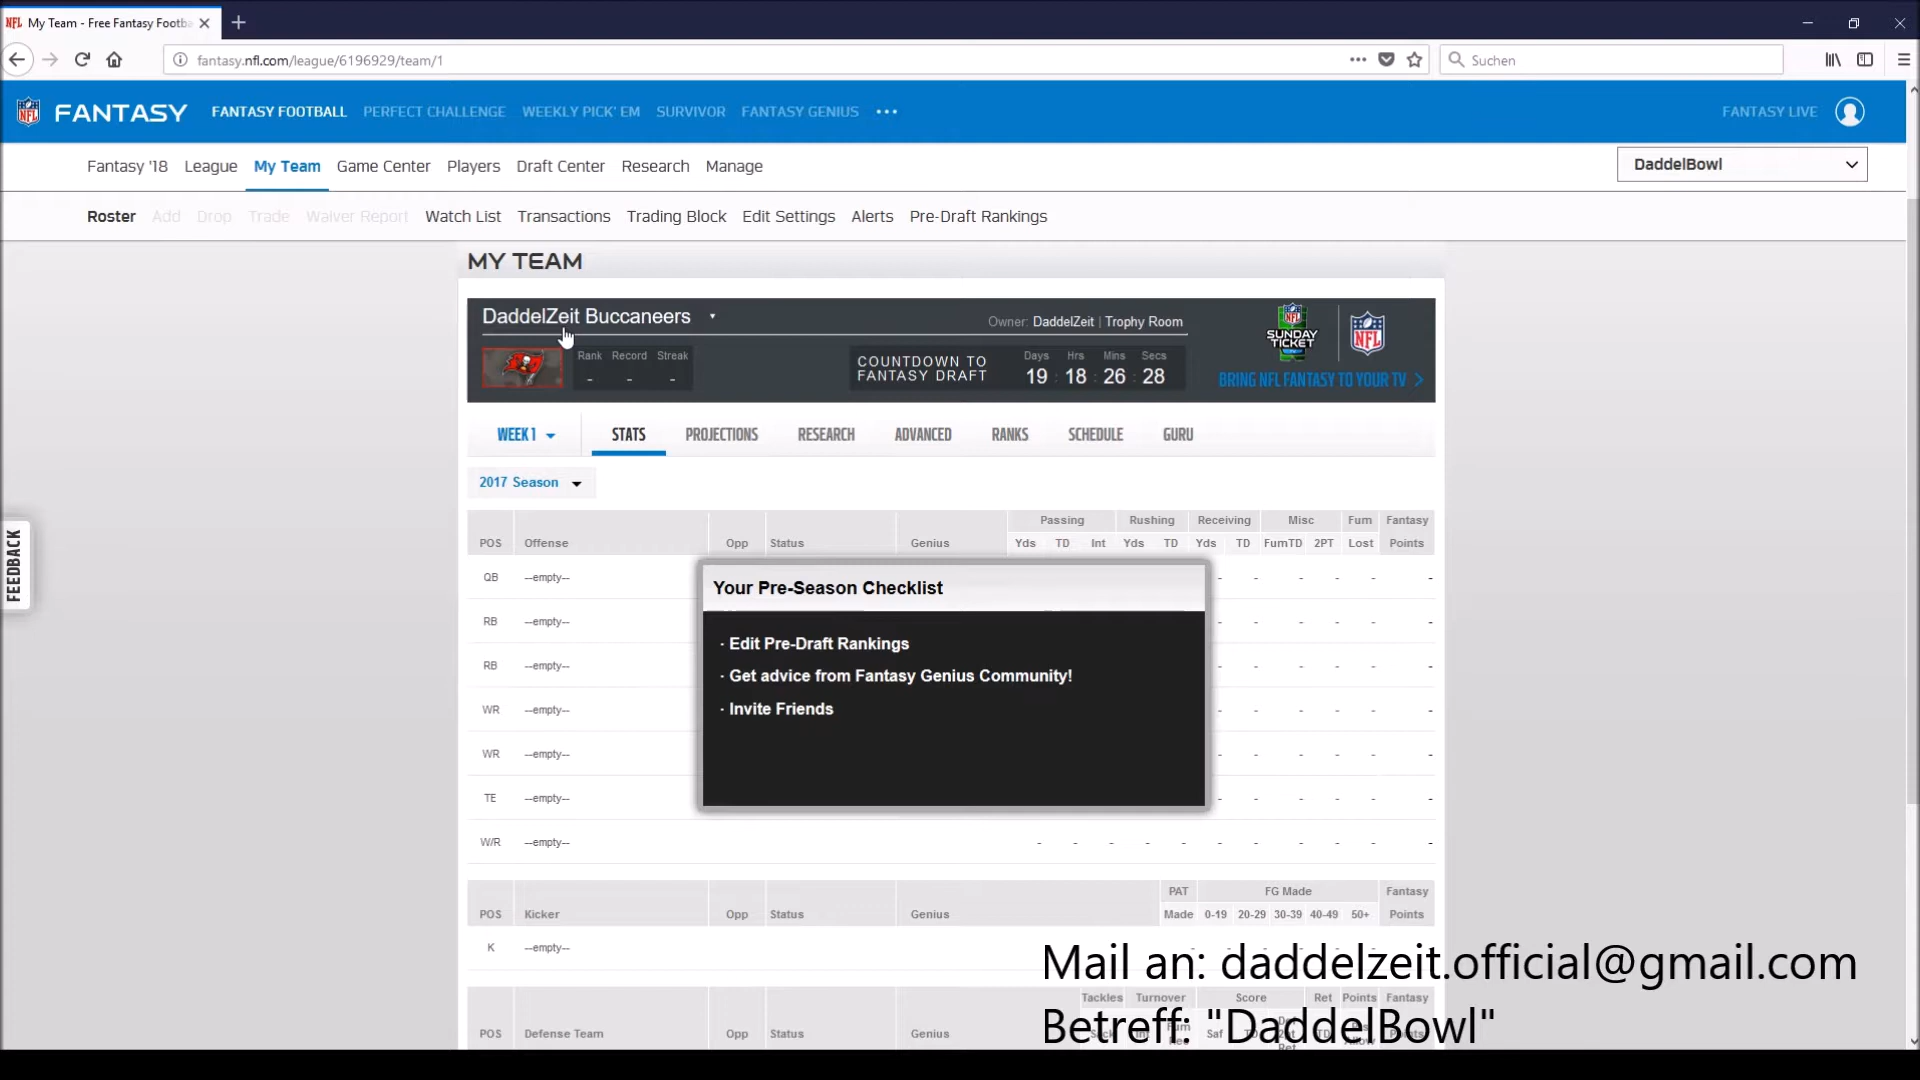 My Team - Free Fantasy Footba
fantasy.nfl.com/league/6196929/team/1
Suchen
NFL FANTASY FANTASY FOOTBALL PERFECT CHALLENGE WEEKLY PICK' EM SURVIVOR FANTASY GENIUS ••• FANTASY LIVE
Fantasy '18 League My Team Game Center Players Draft Center Research Manage DaddelBowl
Roster Add Drop Trade Waiver Report Watch List Transactions Trading Block Edit Settings Alerts Pre-Draft Rankings
MY TEAM
DaddelZeit Buccaneers
Owner: DaddelZeit | Trophy Room
Rank Record Streak
- - -
COUNTDOWN TO
FANTASY DRAFT
Days Hrs Mins Secs
19 : 18 : 26 : 28
NFL
SUNDAY
TICKET
NFL
BRING NFL FANTASY TO YOUR TV >
WEEK 1 STATS PROJECTIONS RESEARCH ADVANCED RANKS SCHEDULE GURU
2017 Season
Passing Rushing Receiving Misc Fum Fantasy
POS Offense Opp Status Genius Yds TD Int Yds TD Yds TD FumTD 2PT Lost Points
QB --empty-- - - - - -
RB --empty-- - - - - -
RB --empty-- - - - - -
WR --empty-- - - - - -
WR --empty-- - - - - -
TE --empty-- - - - - -
W/R --empty-- - - - - - - - - - - -
Your Pre-Season Checklist
· Edit Pre-Draft Rankings
· Get advice from Fantasy Genius Community!
· Invite Friends
PAT FG Made Fantasy
POS Kicker Opp Status Genius Made 0-19 20-29 30-39 40-49 50+ Points
K --empty--
Tackles Turnover Score Ret Points Fantasy
POS Defense Team Opp Status Genius Saf
FEEDBACK
Mail an: daddelzeit.official@gmail.com
Betreff: "DaddelBowl"